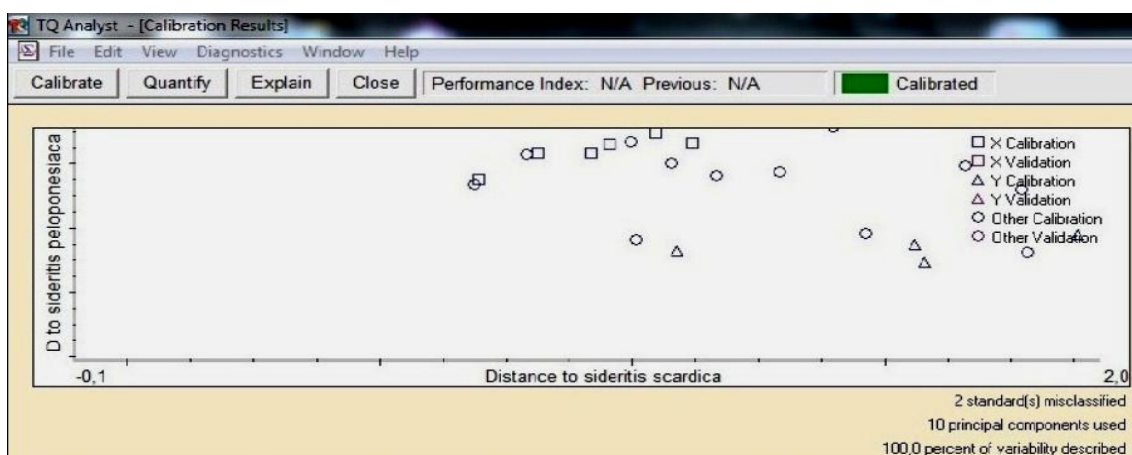 TQ Analyst - [Calibration Results]
File Edit View Diagnostics Window Help
Calibrate Quantify Explain Close Performance Index: N/A Previous: N/A Calibrated
D to sideritis peloponesiaca
X Calibration
X Validation
Y Calibration
Y Validation
Other Calibration
Other Validation
-0,1 Distance to sideritis scardica 2,0
2 standard(s) misclassified
10 principal components used
100,0 percent of variability described